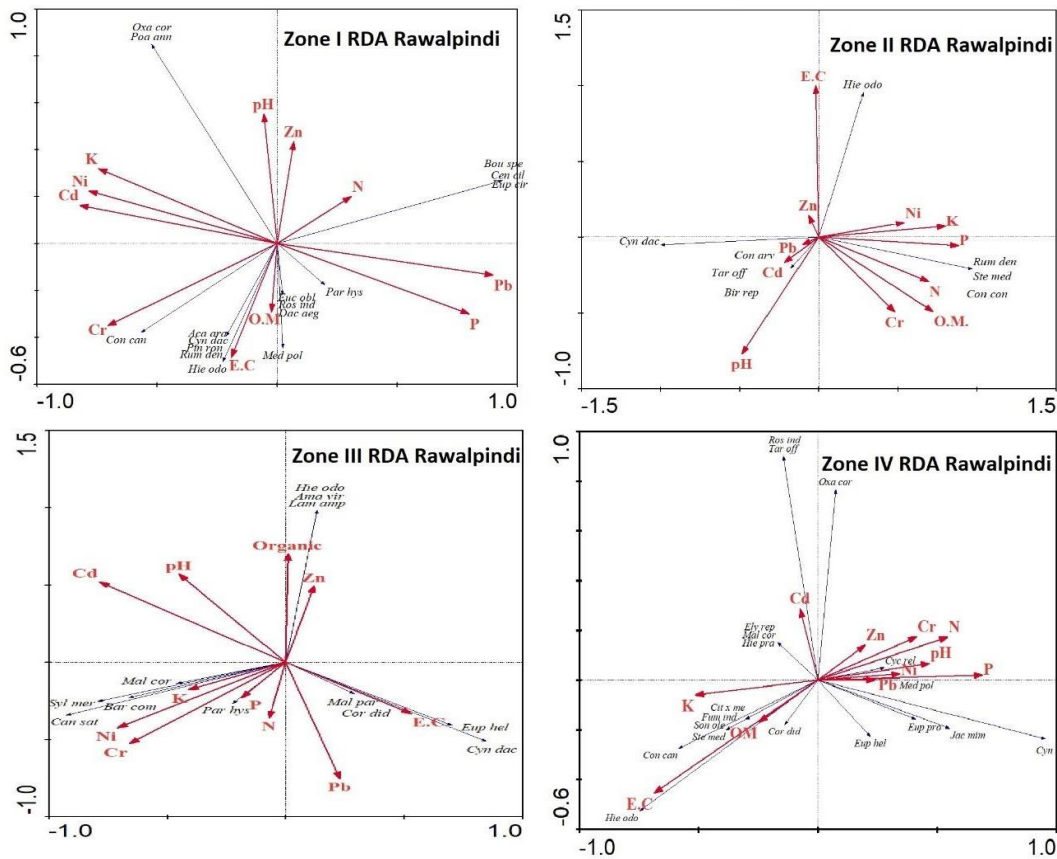 1.0
Oxa cor
Poa ann
Zone I RDA Rawalpindi
pH
Zn
K
Ni
Cd
N
Bou spe
Cen cil
Eup cir
Par hys
Euc obl
Ros ind
Dac aeg
O.M
Pb
P
Cr
Con can
Aca ara
Cyn dac
Pin ron
Rum den
Hie odo
E.C
Med pol
-0.6
-1.0
1.0
1.5
Zone II RDA Rawalpindi
E.C
Hie odo
Zn
Ni
K
Cyn dac
Pb
P
Con arv
Tar off
Cd
Rum den
Ste med
Bir rep
N
Con con
Cr
O.M.
pH
-1.0
-1.5
1.5
1.5
Zone III RDA Rawalpindi
Hie odo
Ama vir
Lam amp
Organic
Cd
pH
Zn
Mal cor
K
Syl mer
Bar com
Par hys
P
Mal par
Can sat
Cor did
E.C
Ni
N
Eup hel
Cr
Cyn dac
Pb
-1.0
-1.0
1.0
1.0
Ros ind
Tar off
Zone IV RDA Rawalpindi
Oxa cor
Cd
Ely rep
Mal cor
Hie pra
Zn
Cr
N
pH
Cyc rel
Ni
P
Pb
Med pol
K
Cit x me
Fum ind
Son ole
OM
Ste med
Cor did
Eup pro
Jac mim
Eup hel
Con can
Cyn
E.C
Hie odo
-0.6
-1.0
1.0